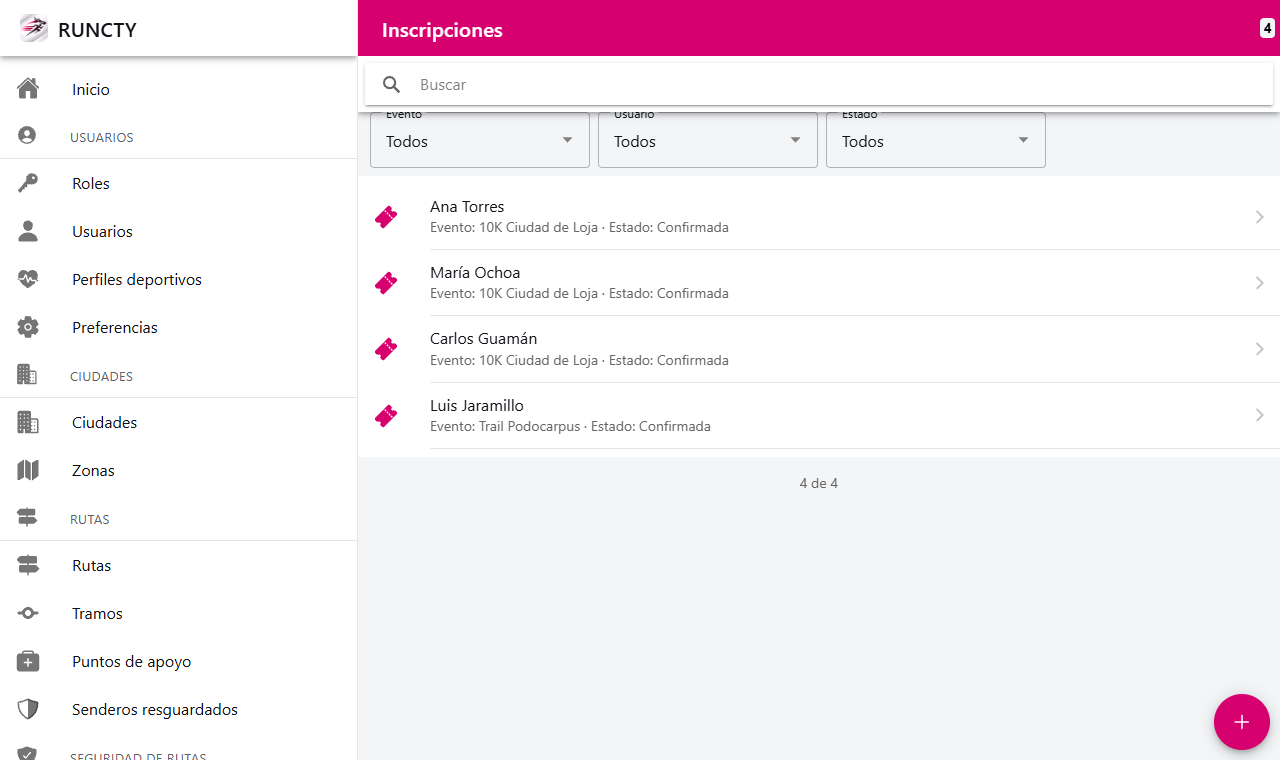 RUNCTY
Inicio
USUARIOS
Roles
Usuarios
Perfiles deportivos
Preferencias
CIUDADES
Ciudades
Zonas
RUTAS
Rutas
Tramos
Puntos de apoyo
Senderos resguardados
SEGURIDAD DE RUTAS
Inscripciones
4
Buscar
Evento
Usuario
Estado
Todos
Todos
Todos
Ana Torres
Evento: 10K Ciudad de Loja · Estado: Confirmada
María Ochoa
Evento: 10K Ciudad de Loja · Estado: Confirmada
Carlos Guamán
Evento: 10K Ciudad de Loja · Estado: Confirmada
Luis Jaramillo
Evento: Trail Podocarpus · Estado: Confirmada
4 de 4